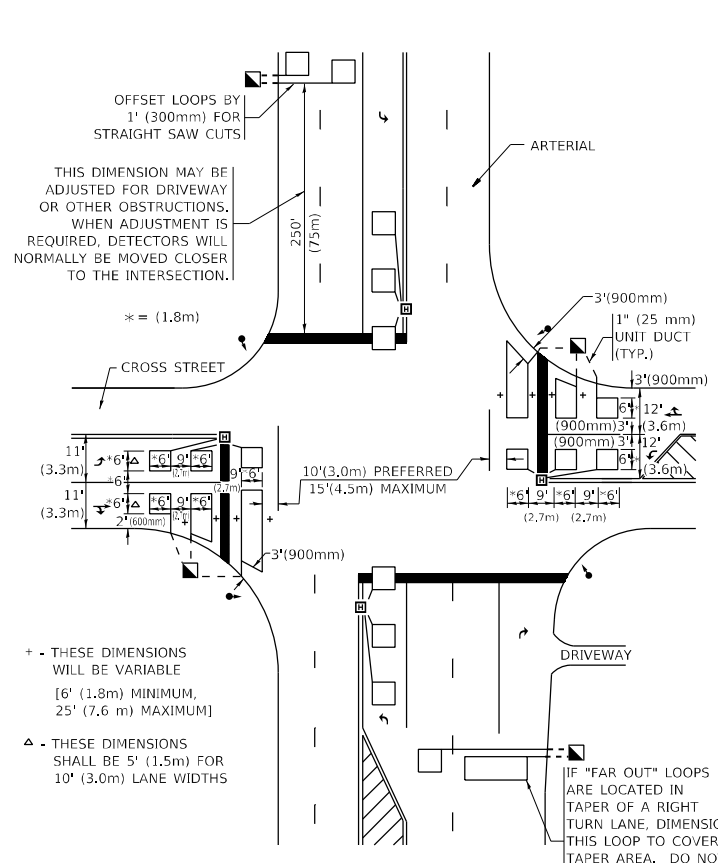 OFFSET LOOPS BY
1' (300mm) FOR
STRAIGHT SAW CUTS
THIS DIMENSION MAY BE
ADJUSTED FOR DRIVEWAY
OR OTHER OBSTRUCTIONS.
WHEN ADJUSTMENT IS
REQUIRED, DETECTORS WILL
NORMALLY BE MOVED CLOSER
TO THE INTERSECTION.
250'
(75m)
ARTERIAL
* = (1.8m)
H
3'(900mm)
1" (25 mm)
UNIT DUCT
(TYP.)
CROSS STREET
3'(900mm)
6'* 12'
(3.6m)
(900mm)3'
(900mm) 3'
12'
6'*
(3.6m)
H
11'
(3.3m)
*6' △
*6' 9' *6'
(2.7m)
*6'
9' *6'
(2.7m)
11'
(3.3m)
*6' △
*6' 9' *6'
(2.7m)
2'(600mm)
H
10'(3.0m) PREFERRED
15'(4.5m) MAXIMUM
*6' 9' *6' 9' *6'
(2.7m) (2.7m)
3'(900mm)
H
+ - THESE DIMENSIONS
WILL BE VARIABLE
[6' (1.8m) MINIMUM,
25' (7.6 m) MAXIMUM]
△ - THESE DIMENSIONS
SHALL BE 5' (1.5m) FOR
10' (3.0m) LANE WIDTHS
DRIVEWAY
IF "FAR OUT" LOOPS
ARE LOCATED IN
TAPER OF A RIGHT
TURN LANE, DIMENSIO
THIS LOOP TO COVER
TAPER AREA. DO NO